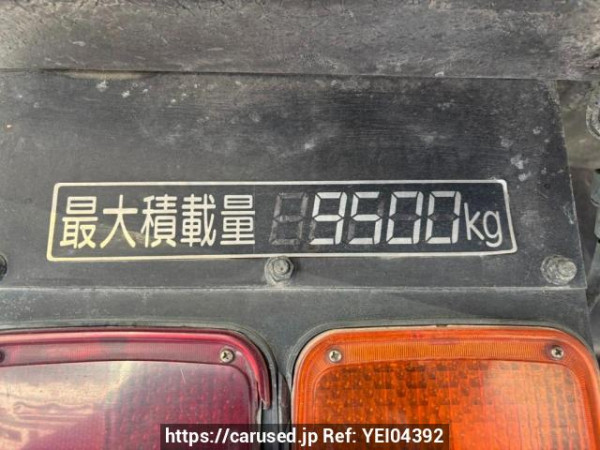 最大積載量 9500kg
https://carused.jp Ref: YEI04392